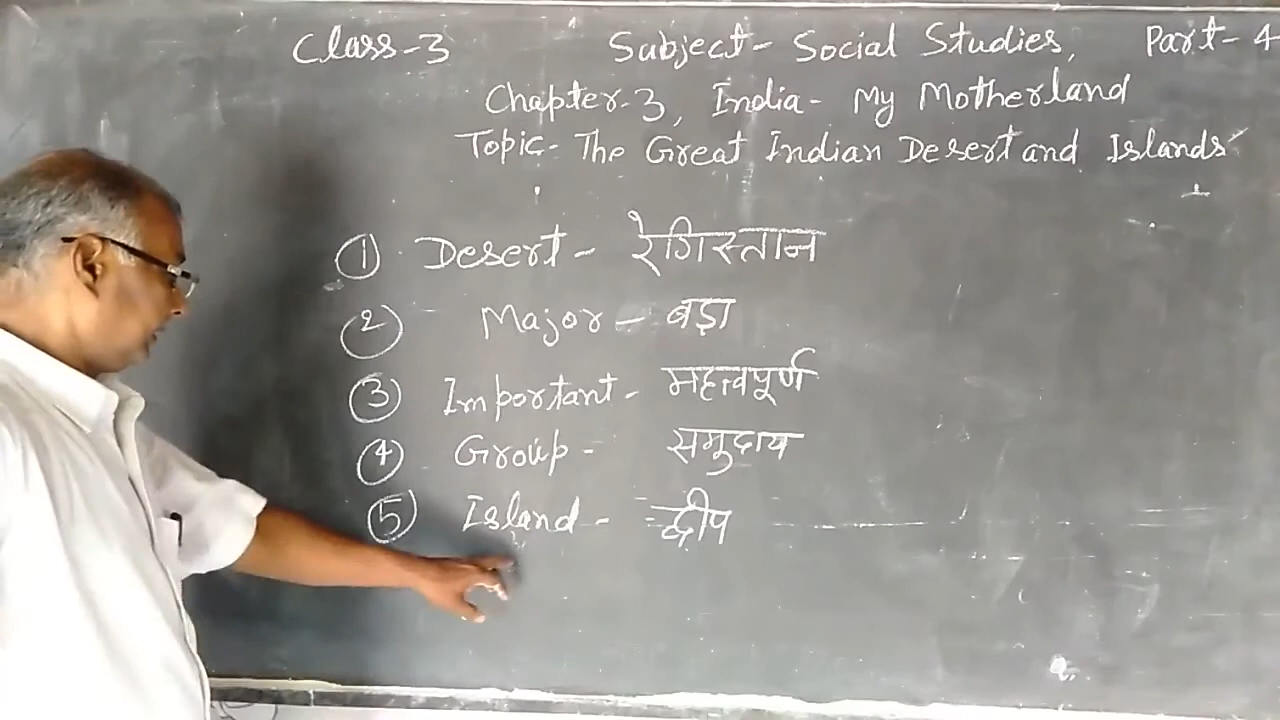 Class-3 Subject- Social Studies, Part-4
Chapter-3, India- My Motherland
Topic- The Great Indian Desert and Islands
① Desert - रेगिस्तान
② Major - बड़ा
③ Important - महत्वपूर्ण
④ Group - समुदाय
⑤ Island - द्वीप